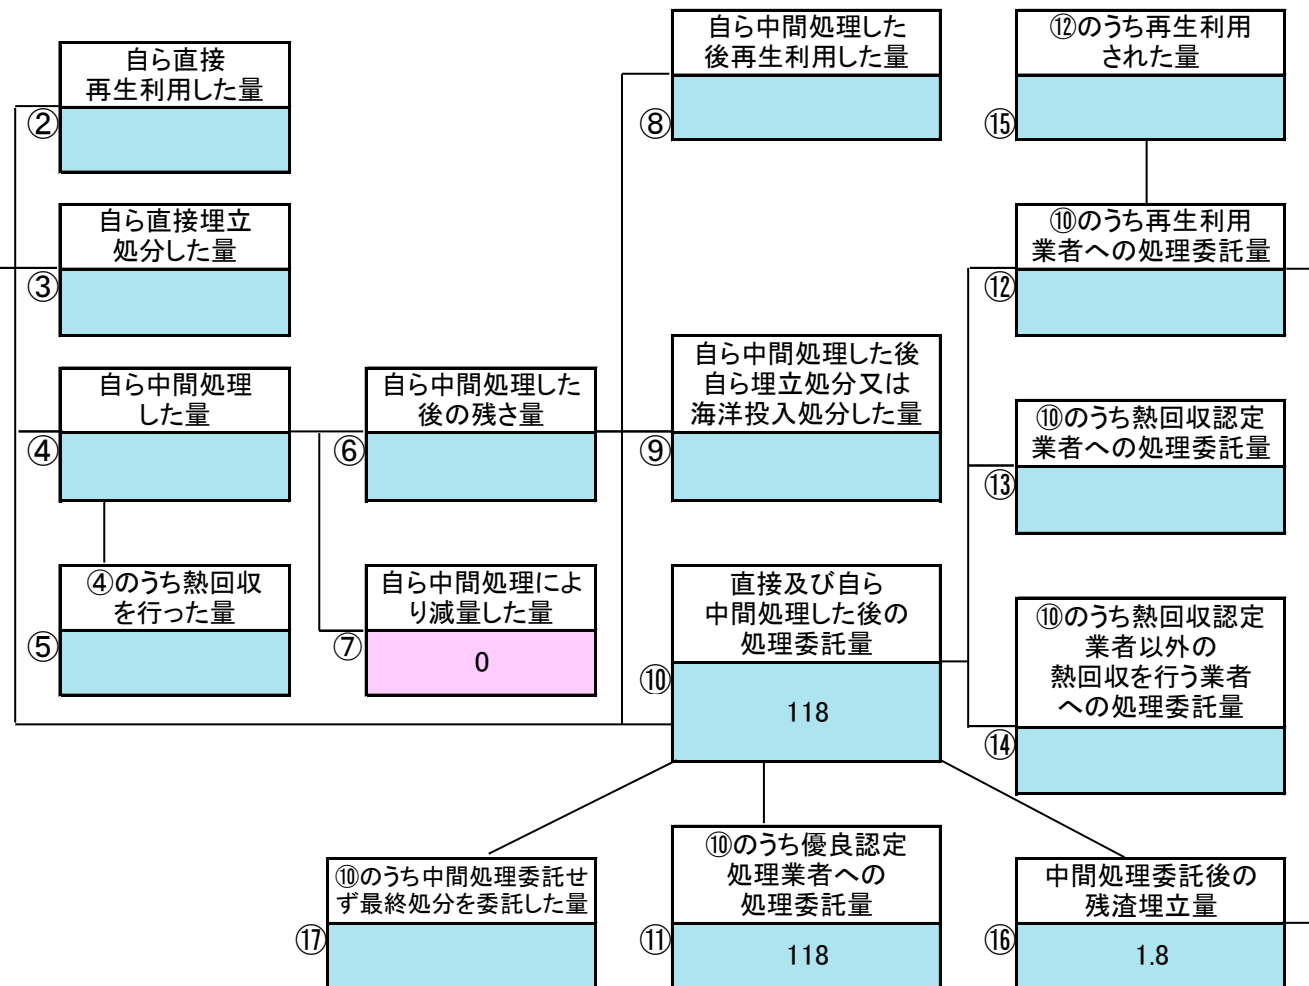 自ら直接
再生利用した量
②
自ら直接埋立
処分した量
③
自ら中間処理
した量
④
④のうち熱回収
を行った量
⑤
自ら中間処理した
後の残さ量
⑥
自ら中間処理によ
り減量した量
⑦
0
自ら中間処理した
後再生利用した量
⑧
自ら中間処理した後
自ら埋立処分又は
海洋投入処分した量
⑨
直接及び自ら
中間処理した後の
処理委託量
⑩
118
⑫のうち再生利用
された量
⑮
⑩のうち再生利用
業者への処理委託量
⑫
⑩のうち熱回収認定
業者への処理委託量
⑬
⑩のうち熱回収認定
業者以外の
熱回収を行う業者
への処理委託量
⑭
⑩のうち中間処理委託せ
ず最終処分を委託した量
⑰
⑩のうち優良認定
処理業者への
処理委託量
⑪
118
中間処理委託後の
残渣埋立量
⑯
1.8